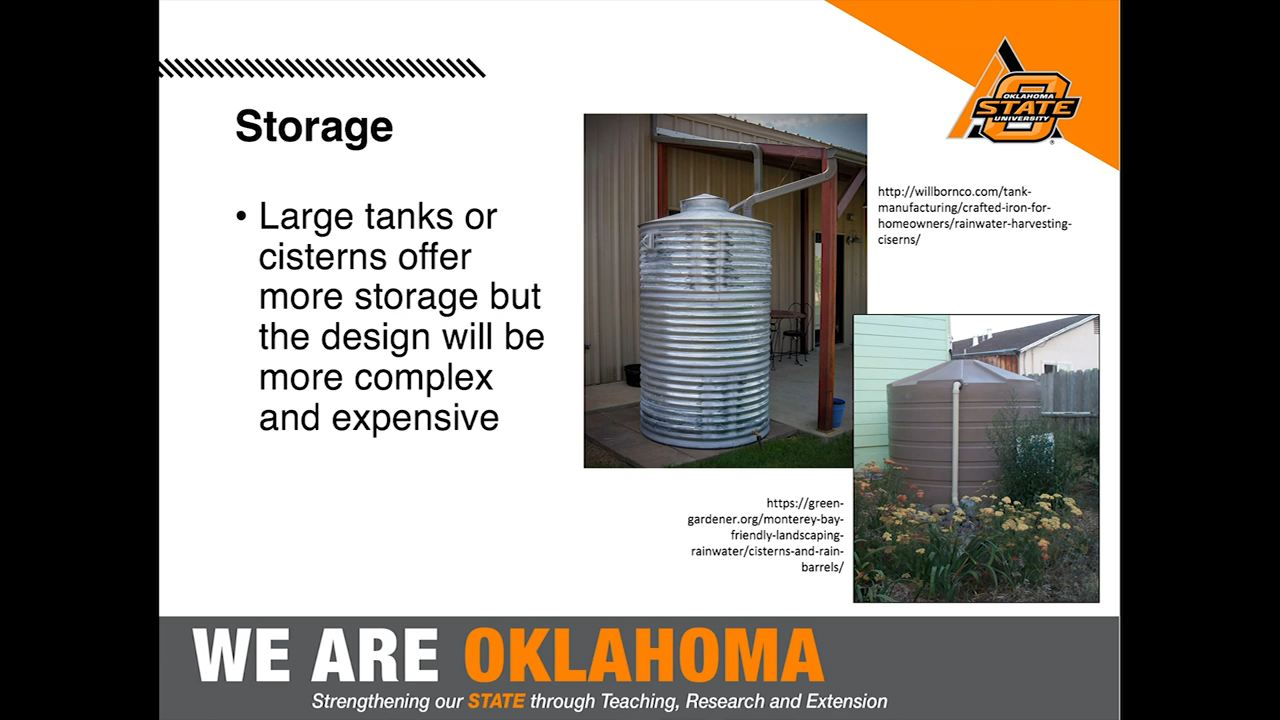 OKLAHOMA
STATE
UNIVERSITY
Storage
• Large tanks or
cisterns offer
more storage but
the design will be
more complex
and expensive
http://willbornco.com/tank-
manufacturing/crafted-iron-for-
homeowners/rainwater-harvesting-
ciserns/
https://green-
gardener.org/monterey-bay-
friendly-landscaping-
rainwater/cisterns-and-rain-
barrels/
WE ARE OKLAHOMA
Strengthening our STATE through Teaching, Research and Extension